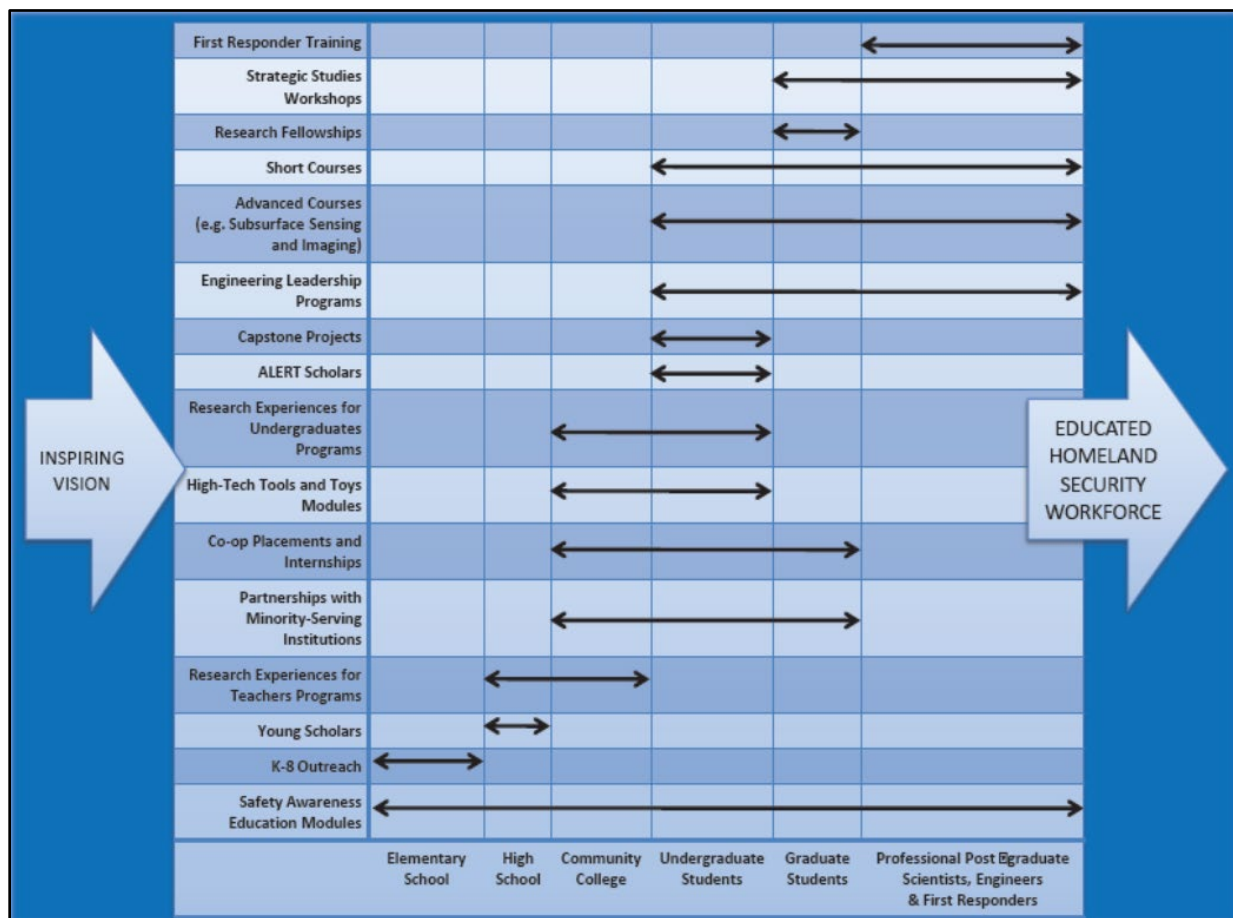 First Responder Training
Strategic Studies
Workshops
Research Fellowships
Short Courses
Advanced Courses
(e.g. Subsurface Sensing
and Imaging)
Engineering Leadership
Programs
Capstone Projects
ALERT Scholars
Research Experiences for
Undergraduates
Programs
High-Tech Tools and Toys
Modules
Co-op Placements and
Internships
Partnerships with
Minority-Serving
Institutions
Research Experiences for
Teachers Programs
Young Scholars
K-8 Outreach
Safety Awareness
Education Modules
INSPIRING
VISION
EDUCATED
HOMELAND
SECURITY
WORKFORCE
Elementary
School
High
School
Community
College
Undergraduate
Students
Graduate
Students
Professional Post graduate
Scientists, Engineers
& First Responders